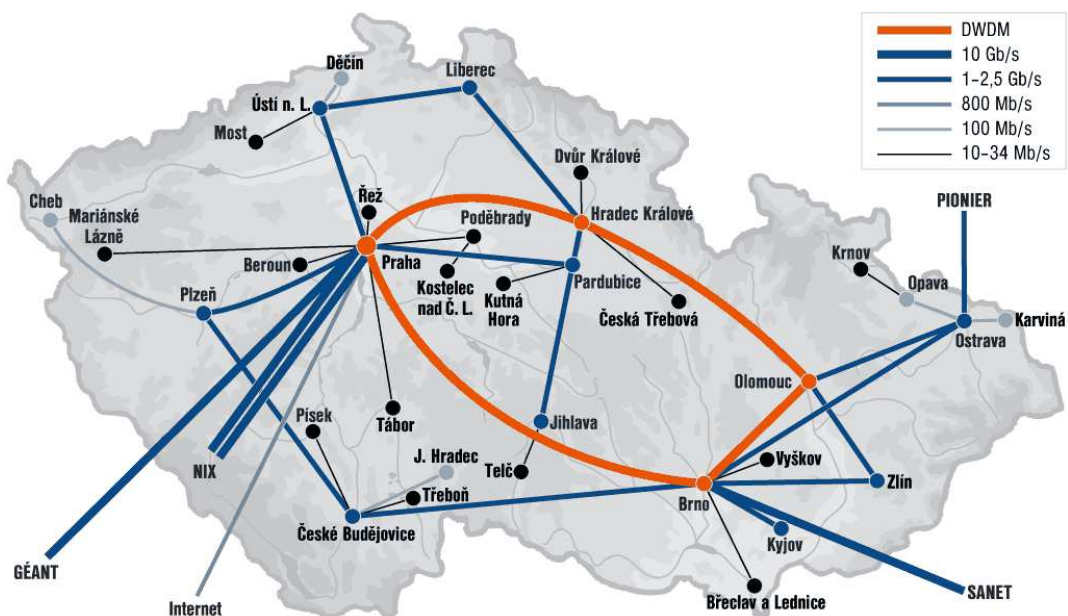 DWDM
10 Gb/s
1–2,5 Gb/s
800 Mb/s
100 Mb/s
10–34 Mb/s
Děčín
Liberec
Ústí n. L.
Most
Dvůr Králové
Cheb
Mariánské
Lázně
Řež
Poděbrady
Hradec Králové
PIONIER
Beroun
Praha
Krnov
Opava
Plzeň
Kostelec
nad Č. L.
Kutná
Hora
Pardubice
Česká Třebová
Karviná
Ostrava
Olomouc
Písek
Tábor
Jihlava
NIX
J. Hradec
Telč
Vyškov
Třeboň
Zlín
Brno
České Budějovice
Kyjov
GÉANT
Internet
Břeclav a Lednice
SANET